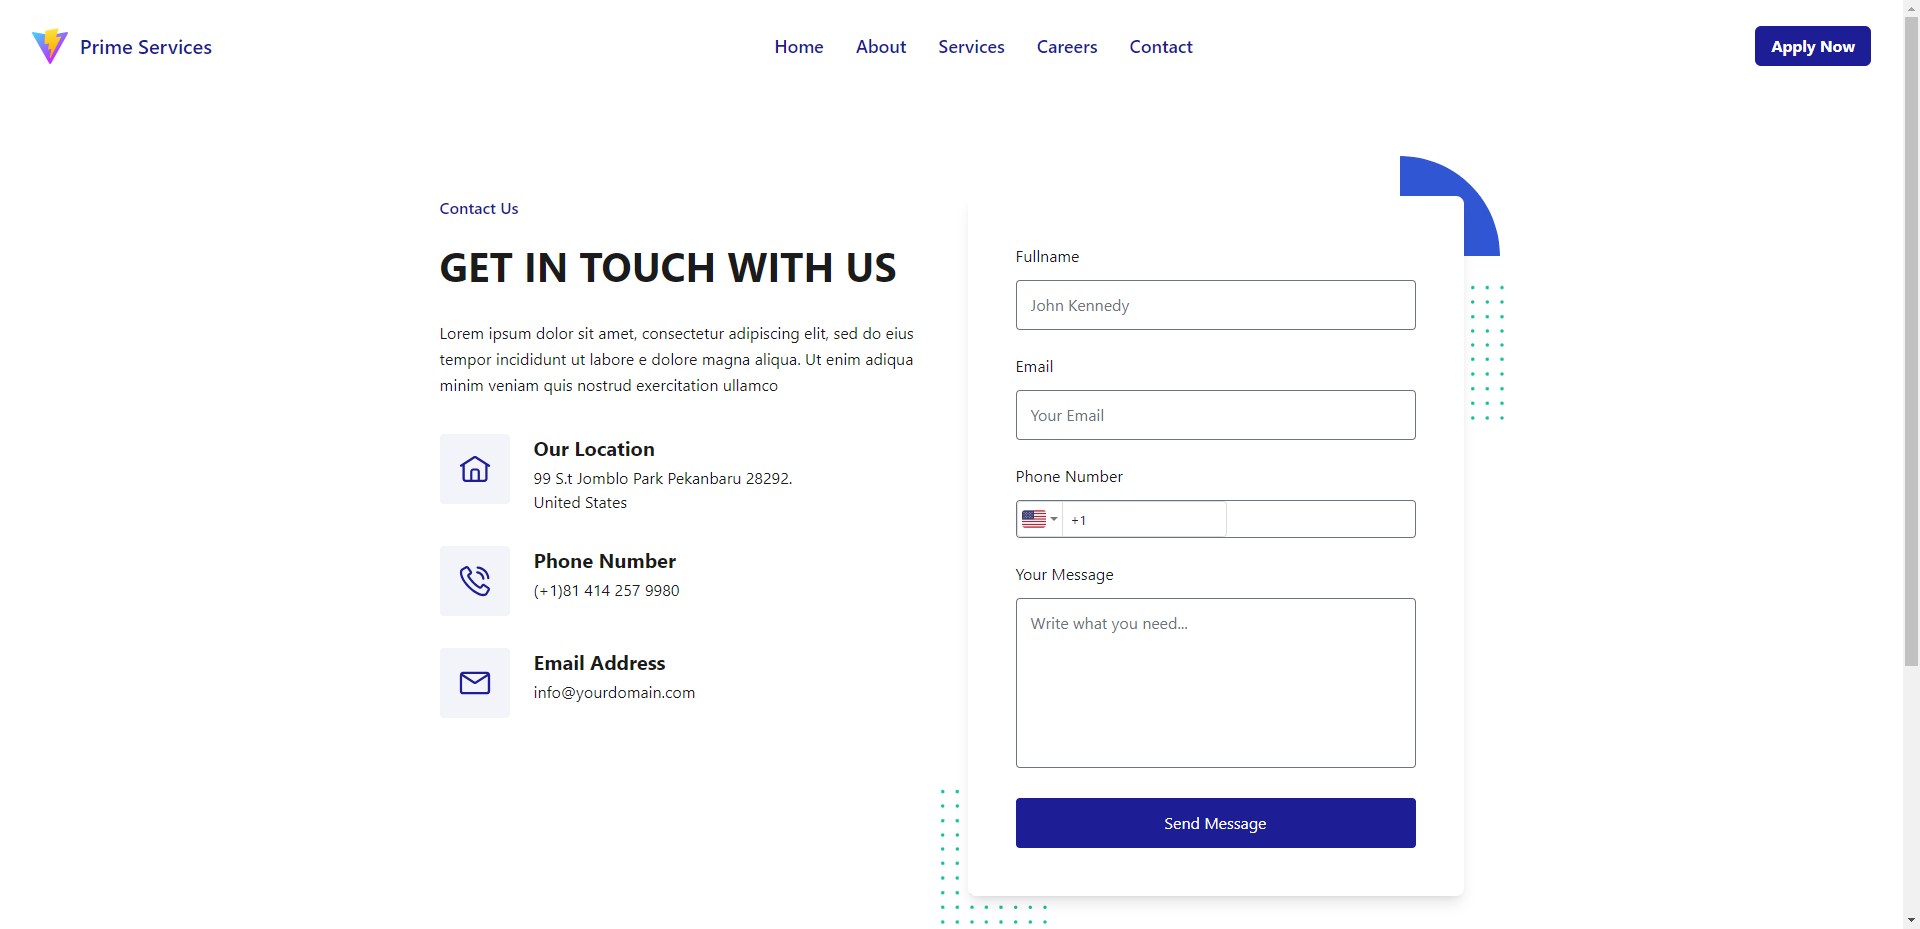 Prime Services
Home About Services Careers Contact
Apply Now
Contact Us
GET IN TOUCH WITH US
Lorem ipsum dolor sit amet, consectetur adipiscing elit, sed do eius
tempor incididunt ut labore e dolore magna aliqua. Ut enim adiqua
minim veniam quis nostrud exercitation ullamco
Our Location
99 S.t Jomblo Park Pekanbaru 28292.
United States
Phone Number
(+1)81 414 257 9980
Email Address
info@yourdomain.com
Fullname
John Kennedy
Email
Your Email
Phone Number
+1
Your Message
Write what you need...
Send Message